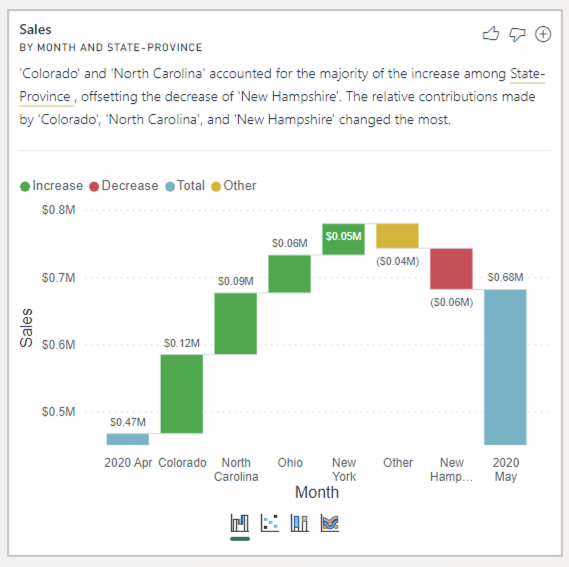 Sales
BY MONTH AND STATE-PROVINCE
'Colorado' and 'North Carolina' accounted for the majority of the increase among State-
Province , offsetting the decrease of 'New Hampshire'. The relative contributions made
by 'Colorado', 'North Carolina', and 'New Hampshire' changed the most.
Increase Decrease Total Other
$0.8M
$0.7M
$0.6M
$0.5M
Sales
$0.47M
$0.12M
$0.09M
$0.06M
$0.05M
($0.04M)
($0.06M)
$0.68M
2020 Apr
Colorado
North
Carolina
Ohio
New
York
Other
New
Hamp...
2020
May
Month